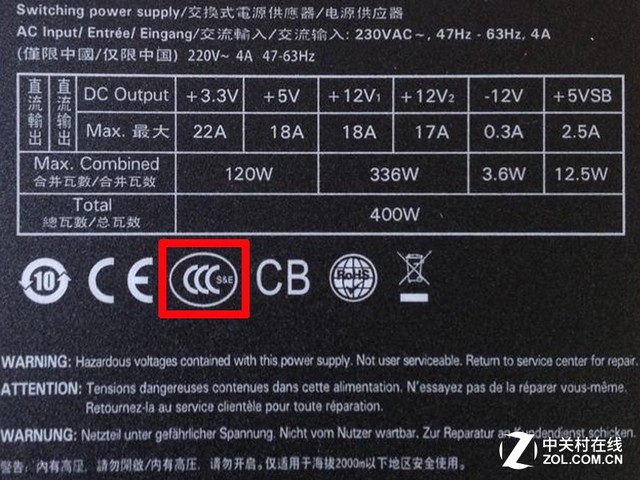 Switching power supply/交換式電源供應器/电源供应器
AC Input/ Entrée/ Eingang/交流輸入/交流输入: 230VAC~, 47Hz - 63Hz, 4A
(僅限中國/仅限中国) 220V~ 4A 47-63Hz
直流輸出 直流输出 DC Output +3.3V +5V +12V1 +12V2 -12V +5VSB
Max. 最大 22A 18A 18A 17A 0.3A 2.5A
Max. Combined 120W 336W 3.6W 12.5W
合并瓦數/合并瓦数
Total 400W
總瓦數/总瓦数
10 CE CCC S&E CB RoHS
WARNING: Hazardous voltages contained with this power supply. Not user serviceable. Return to service center for repair.
ATTENTION: Tensions dangereuses contenues dans cette alimentation. N'essayez pas de la réparer vous-même.
Retournez-la au service clientèle pour toute réparation.
WARNUNG: Netzteil unter gefährlicher Spannung. Nicht vom Nutzer wartbar. Zur Reparatur an Kundendienst schicken.
警告: 內有高壓, 請勿開啟/内有高压, 请勿开启。仅适用于海拔2000m以下地区安全使用。
Z 中关村在线
ZOL.COM.CN